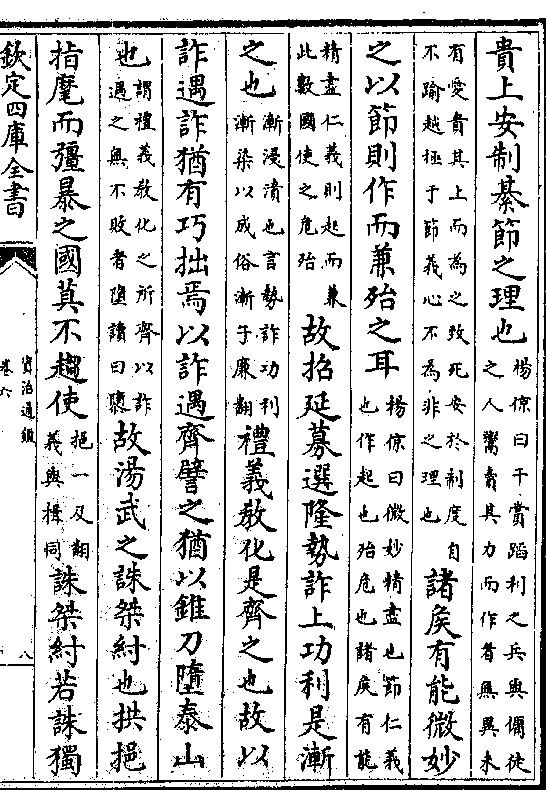 貴上安制綦節之理也楊倞曰干賞蹈利之兵與傭徒之人鬻賣其力而作者無異未
有愛貴其上而為之致死安於制度自不踰越極于節義心不為非之理也諸侯有能微妙
之以節則作而兼殆之耳楊倞曰微妙精盡也節仁義也作起也殆危也諸侯有能
精盡仁義則起而兼此數國使之危殆故招延募選隆勢詐上功利是漸
之也漸浸漬也言勢詐功利漸染以成俗漸子廉翻禮義教化是齊之也故以
詐遇詐猶有巧拙焉以詐遇齊譬之猶以錐刀墮泰山
也謂禮義教化之所齊以詐遇之無不敗者墮讀曰隳故湯武之誅桀紂也拱挹
指麾而彊暴之國莫不趨使挹一及翻義與揖同誅桀紂若誅獨
欽定四庫全書
資治通鑑
卷六
八